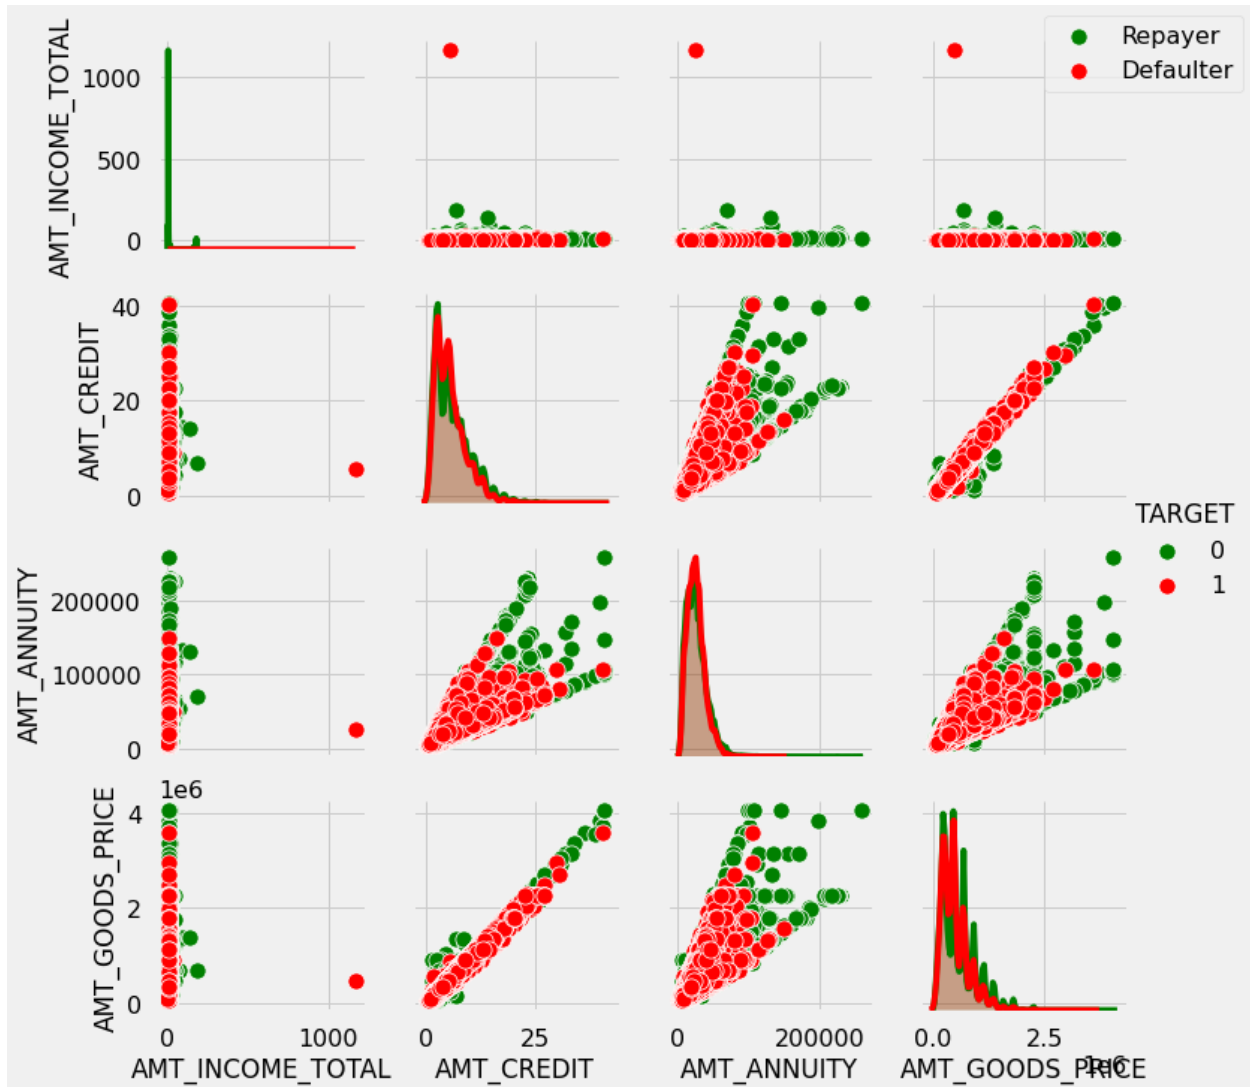 Repayer
Defaulter
AMT_INCOME_TOTAL
1000
500
0
AMT_CREDIT
40
20
0
TARGET
0
1
AMT_ANNUITY
200000
100000
0
1e6
AMT_GOODS_PRICE
4
2
0
0 1000 0 25 0 200000 0.0 2.5
AMT_INCOME_TOTAL AMT_CREDIT AMT_ANNUITY AMT_GOODS_PRICE
1e6